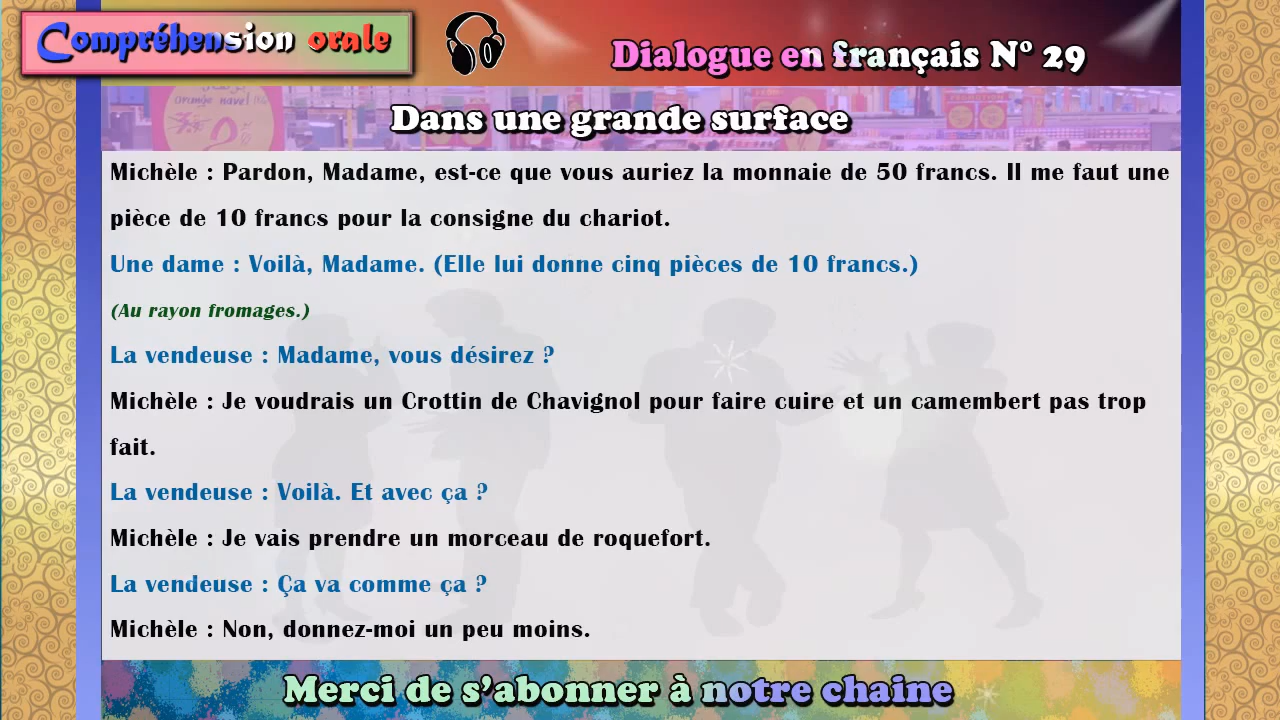 Compréhension orale
Dialogue en français N° 29
orange navel
Dans une grande surface
Michèle : Pardon, Madame, est-ce que vous auriez la monnaie de 50 francs. Il me faut une
pièce de 10 francs pour la consigne du chariot.
Une dame : Voilà, Madame. (Elle lui donne cinq pièces de 10 francs.)
(Au rayon fromages.)
La vendeuse : Madame, vous désirez ?
Michèle : Je voudrais un Crottin de Chavignol pour faire cuire et un camembert pas trop
fait.
La vendeuse : Voilà. Et avec ça ?
Michèle : Je vais prendre un morceau de roquefort.
La vendeuse : Ça va comme ça ?
Michèle : Non, donnez-moi un peu moins.
Merci de s'abonner à notre chaine